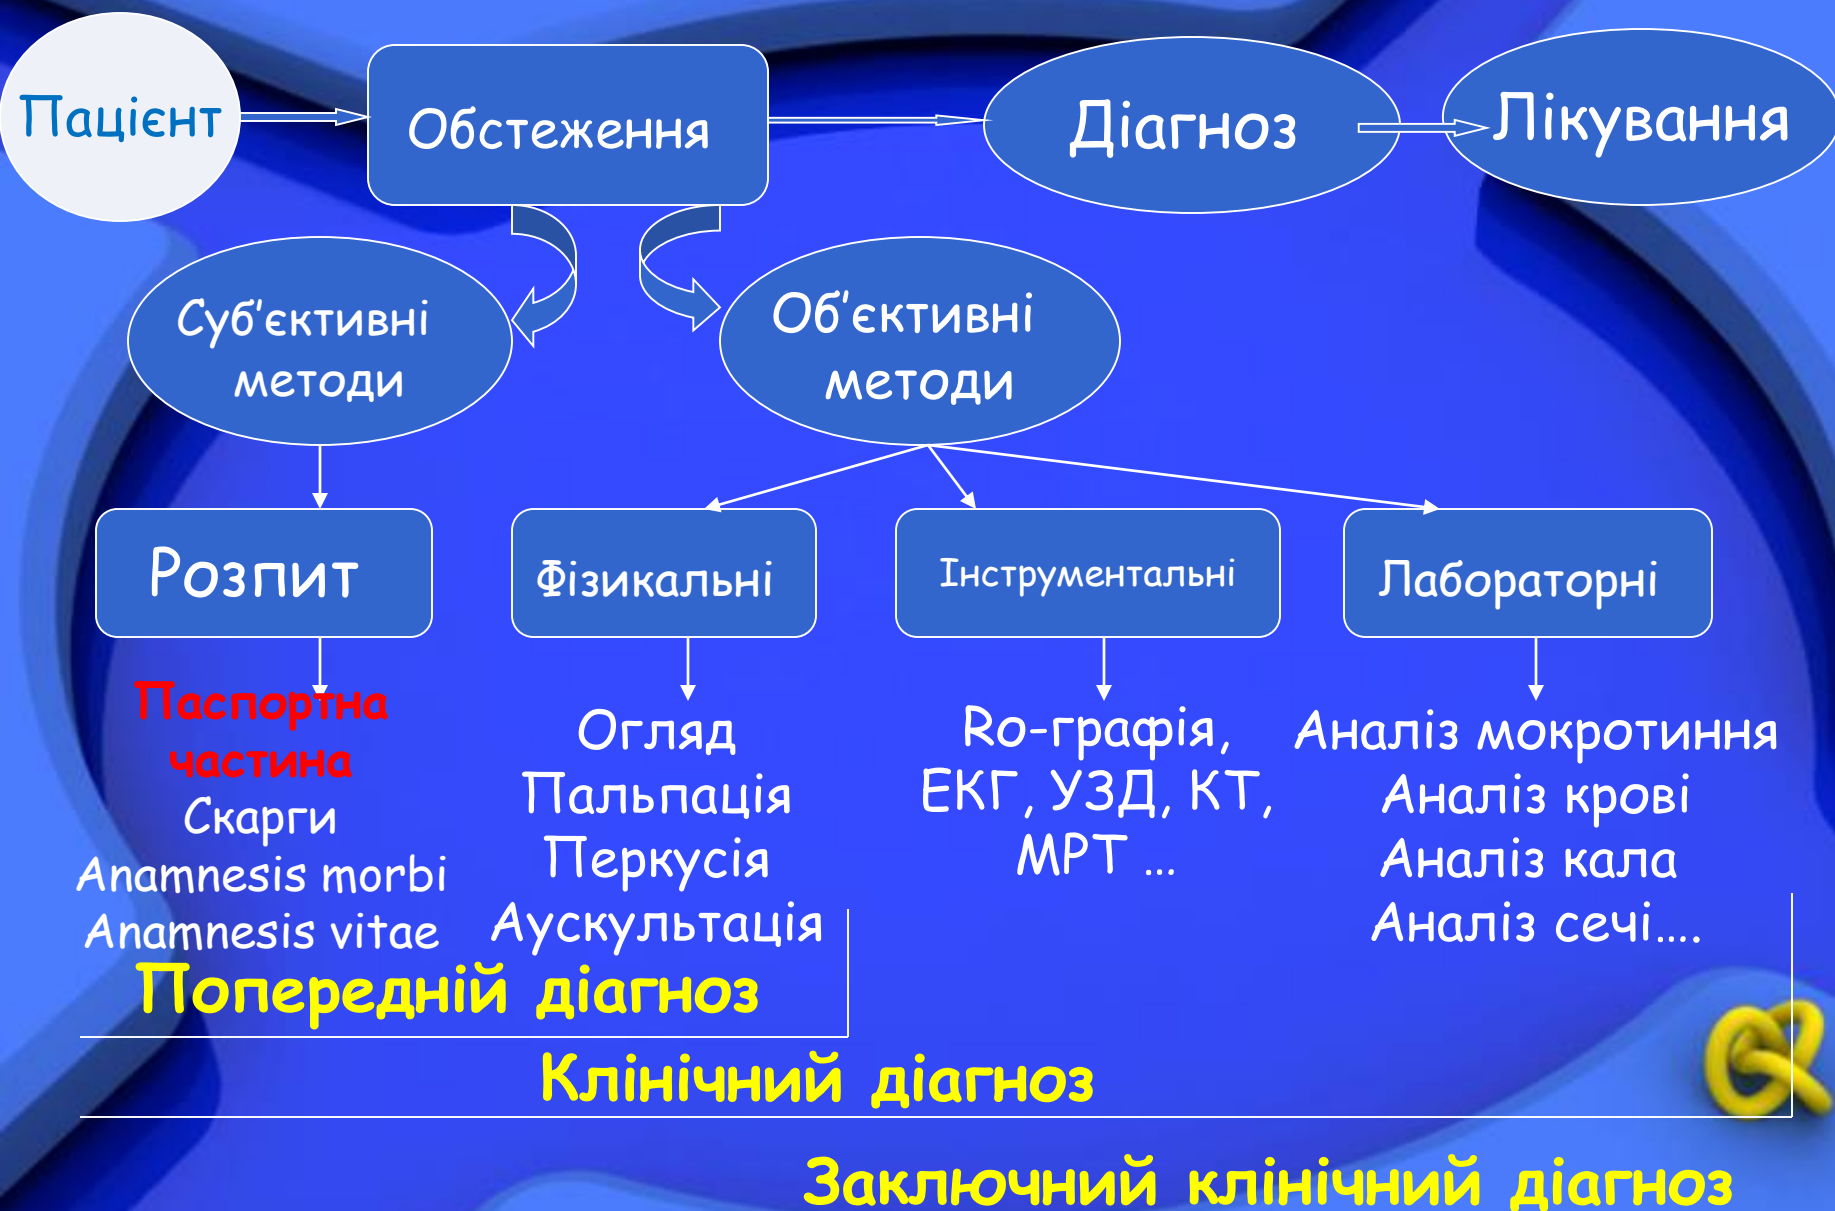 Пацієнт
Обстеження
Діагноз
Лікування
Суб’єктивні
методи
Об’єктивні
методи
Розпит
Фізикальні
Інструментальні
Лабораторні
Паспортна
частина
Скарги
Anamnesis morbi
Anamnesis vitae
Огляд
Пальпація
Перкусія
Аускультація
Ro-графія,
ЕКГ, УЗД, КТ,
МРТ …
Аналіз мокротиння
Аналіз крові
Аналіз кала
Аналіз сечі….
Попередній діагноз
Клінічний діагноз
Заключний клінічний діагноз